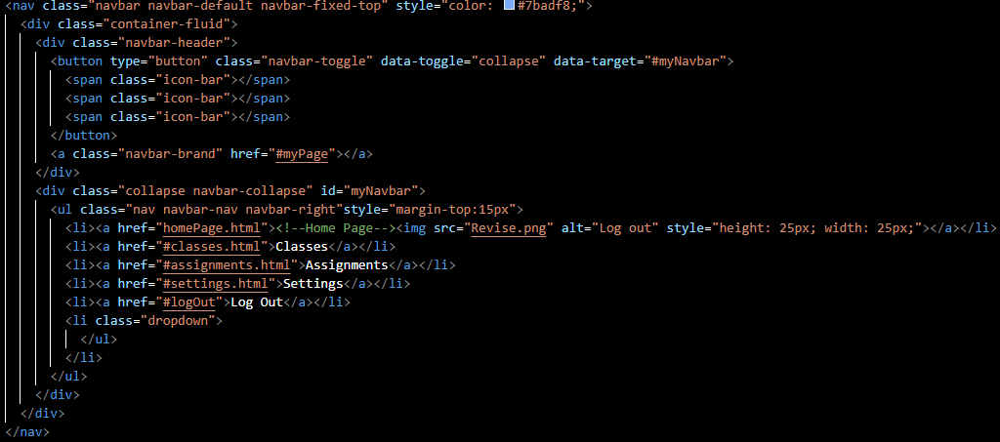 <nav class="navbar navbar-default navbar-fixed-top" style="color: #7badf8;">
<div class="container-fluid">
<div class="navbar-header">
<button type="button" class="navbar-toggle" data-toggle="collapse" data-target="#myNavbar">
<span class="icon-bar"></span>
<span class="icon-bar"></span>
<span class="icon-bar"></span>
</button>
<a class="navbar-brand" href="#myPage"></a>
</div>
<div class="collapse navbar-collapse" id="myNavbar">
<ul class="nav navbar-nav navbar-right"style="margin-top:15px">
<li><a href="homePage.html"><!--Home Page--><img src="Revise.png" alt="Log out" style="height: 25px; width: 25px;"></a></li>
<li><a href="#classes.html">Classes</a></li>
<li><a href="#assignments.html">Assignments</a></li>
<li><a href="#settings.html">Settings</a></li>
<li><a href="#logOut">Log Out</a></li>
<li class="dropdown">
</ul>
</li>
</ul>
</div>
</div>
</nav>